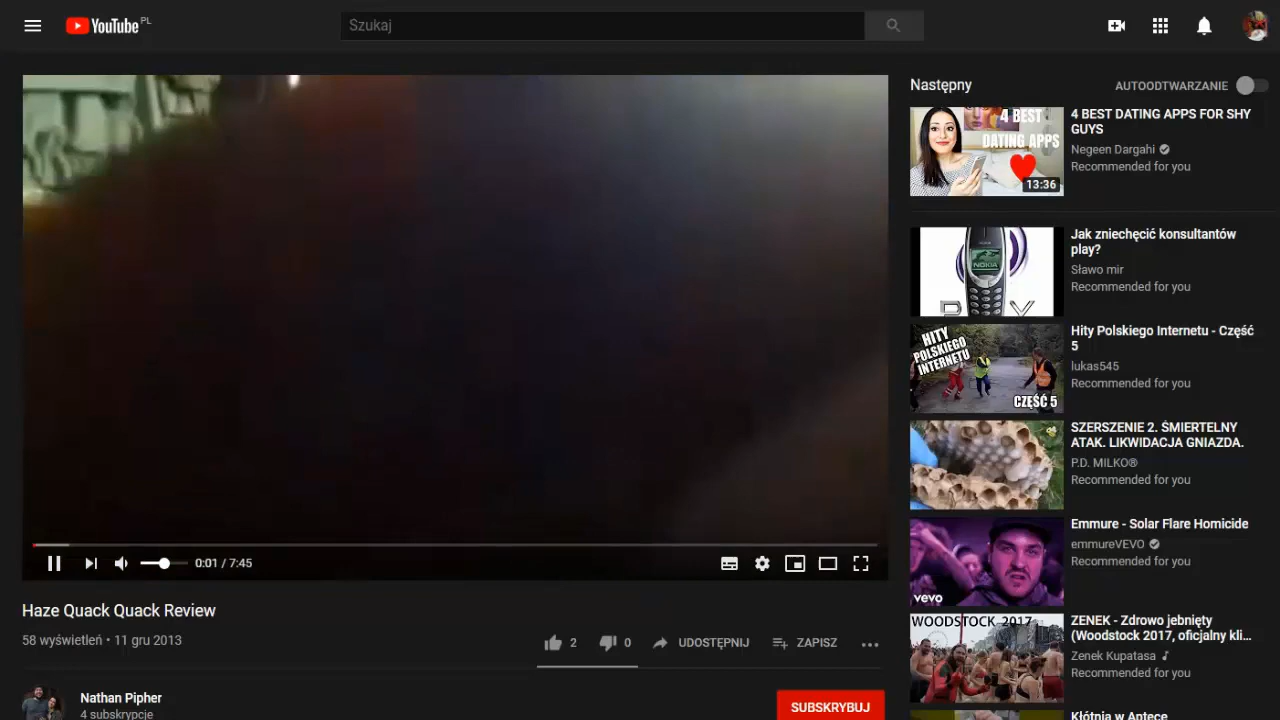 YouTube PL
Szukaj
0:01 / 7:45
Haze Quack Quack Review
58 wyświetleń • 11 gru 2013
2
0
UDOSTĘPNIJ
ZAPISZ
Nathan Pipher
4 subskrypcje
SUBSKRYBUJ
Następny
AUTOODTWARZANIE
4 BEST
DATING APPS
13:36
4 BEST DATING APPS FOR SHY
GUYS
Negeen Dargahi
Recommended for you
NOKIA
Jak zniechęcić konsultantów
play?
Sławo mir
Recommended for you
HITY
POLSKIEGO
INTERNETU
CZĘŚĆ 5
Hity Polskiego Internetu - Część
5
lukas545
Recommended for you
SZERSZENIE 2. ŚMIERTELNY
ATAK. LIKWIDACJA GNIAZDA.
P.D. MILKO®
Recommended for you
vevo
Emmure - Solar Flare Homicide
emmureVEVO
Recommended for you
WOODSTOCK 2017
ZENEK - Zdrowo jebnięty
(Woodstock 2017, oficjalny kli...
Zenek Kupatasa
Recommended for you
Kłótnia w Aptece